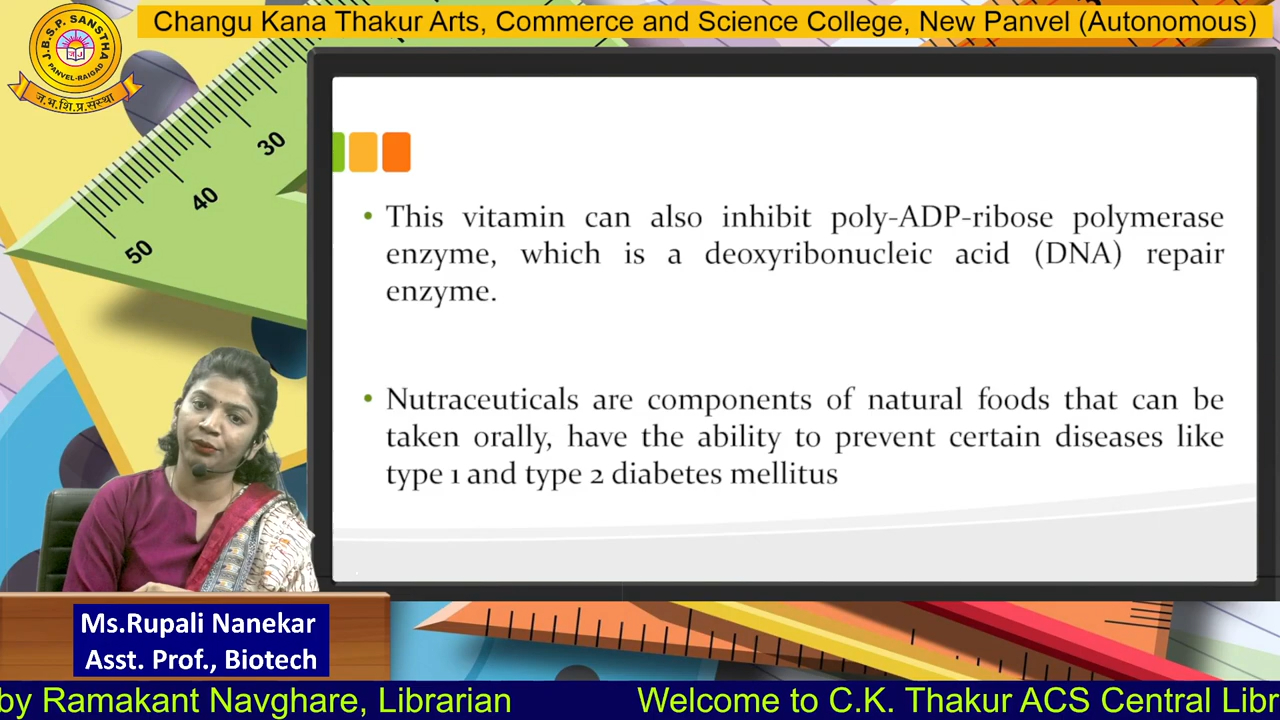 Changu Kana Thakur Arts, Commerce and Science College, New Panvel (Autonomous)
J.B.S.P. SANSTHA
PANVEL-RAIGAD
ज.भ.शि.प्र.संस्था
30
40
50
• This vitamin can also inhibit poly-ADP-ribose polymerase
enzyme, which is a deoxyribonucleic acid (DNA) repair
enzyme.
• Nutraceuticals are components of natural foods that can be
taken orally, have the ability to prevent certain diseases like
type 1 and type 2 diabetes mellitus
Ms.Rupali Nanekar
Asst. Prof., Biotech
by Ramakant Navghare, Librarian Welcome to C.K. Thakur ACS Central Libr